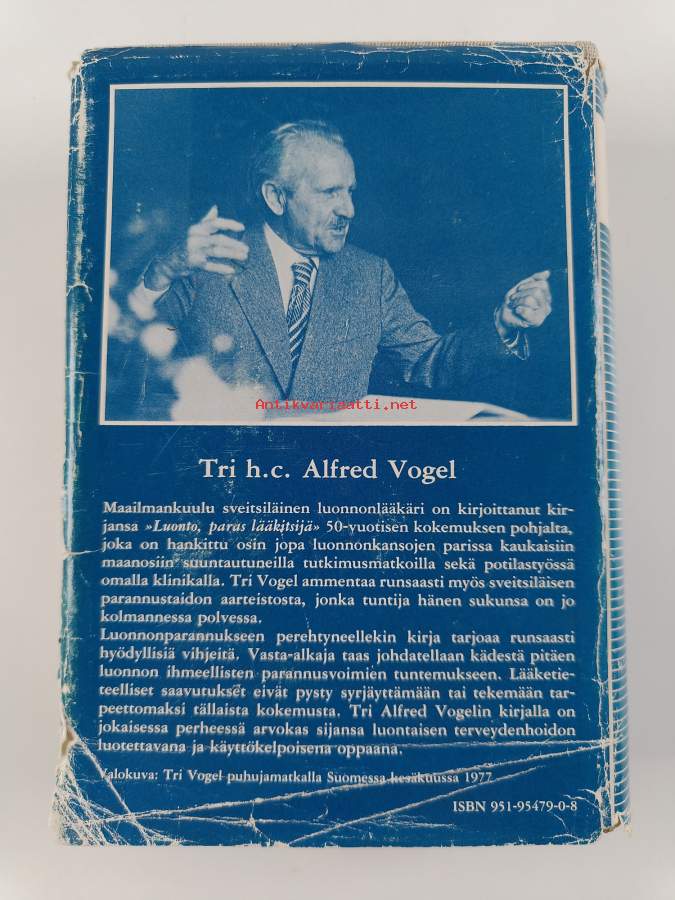 Antikvariaatti.net
Tri h.c. Alfred Vogel
Maailmankuulu sveitsiläinen luonnonlääkäri on kirjoittanut kir-
jansa »Luonto, paras lääkitsijä» 50-vuotisen kokemuksen pohjalta,
joka on hankittu osin jopa luonnonkansojen parissa kaukaisiin
maanosiin suuntautuneilla tutkimusmatkoilla sekä potilastyössä
omalla klinikalla. Tri Vogel ammentaa runsaasti myös sveitsiläisen
parannustaidon aarteistosta, jonka tuntija hänen sukunsa on jo
kolmannessa polvessa.
Luonnonparannukseen perehtyneellekin kirja tarjoaa runsaasti
hyödyllisiä vihjeitä. Vasta-alkaja taas johdatellaan kädestä pitäen
luonnon ihmeellisten parannusvoimien tuntemukseen. Lääketie-
teelliset saavutukset eivät pysty syrjäyttämään tai tekemään tar-
peettomaksi tällaista kokemusta. Tri Alfred Vogelin kirjalla on
jokaisessa perheessä arvokas sijansa luontaisen terveydenhoidon
luotettavana ja käyttökelpoisena oppaana.
Valokuva: Tri Vogel puhujamatkalla Suomessa kesäkuussa 1977
ISBN 951-95479-0-8